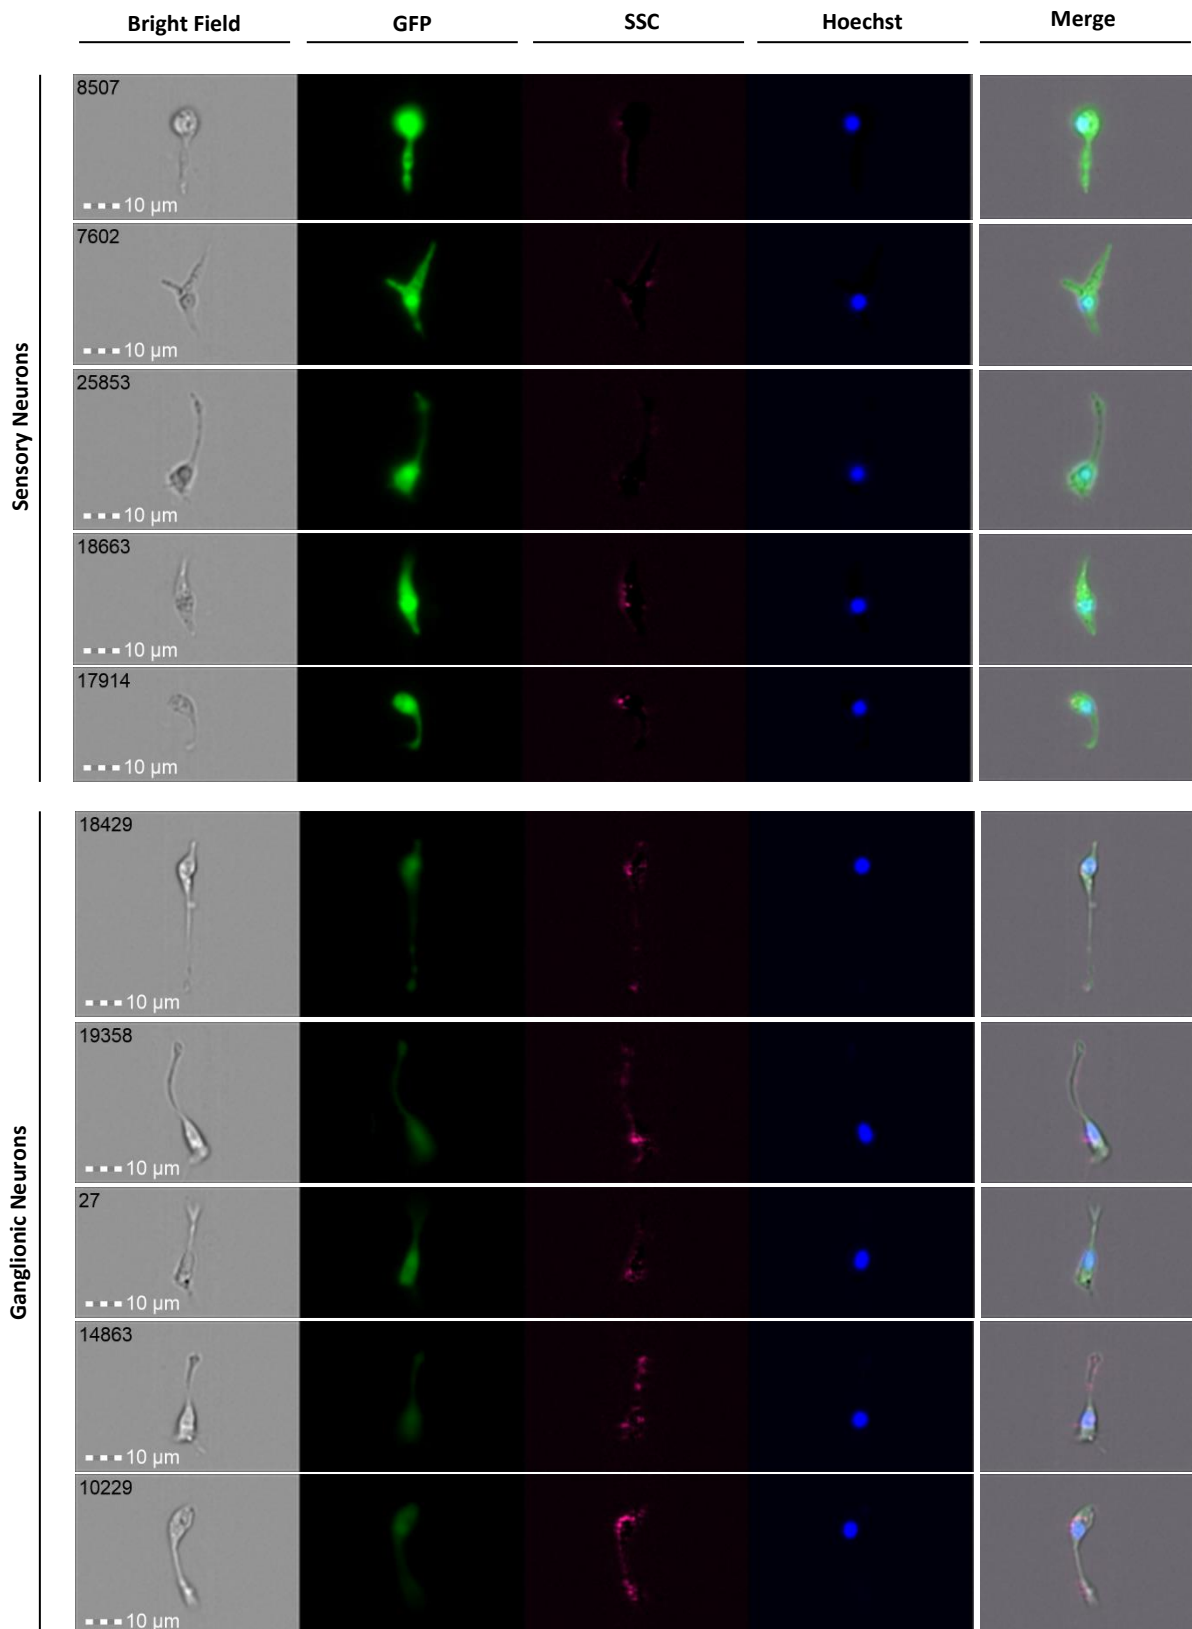 Bright Field GFP SSC Hoechst Merge
Sensory Neurons
8507
10 µm
7602
10 µm
25853
10 µm
18663
10 µm
17914
10 µm
Ganglionic Neurons
18429
10 µm
19358
10 µm
27
10 µm
14863
10 µm
10229
10 µm